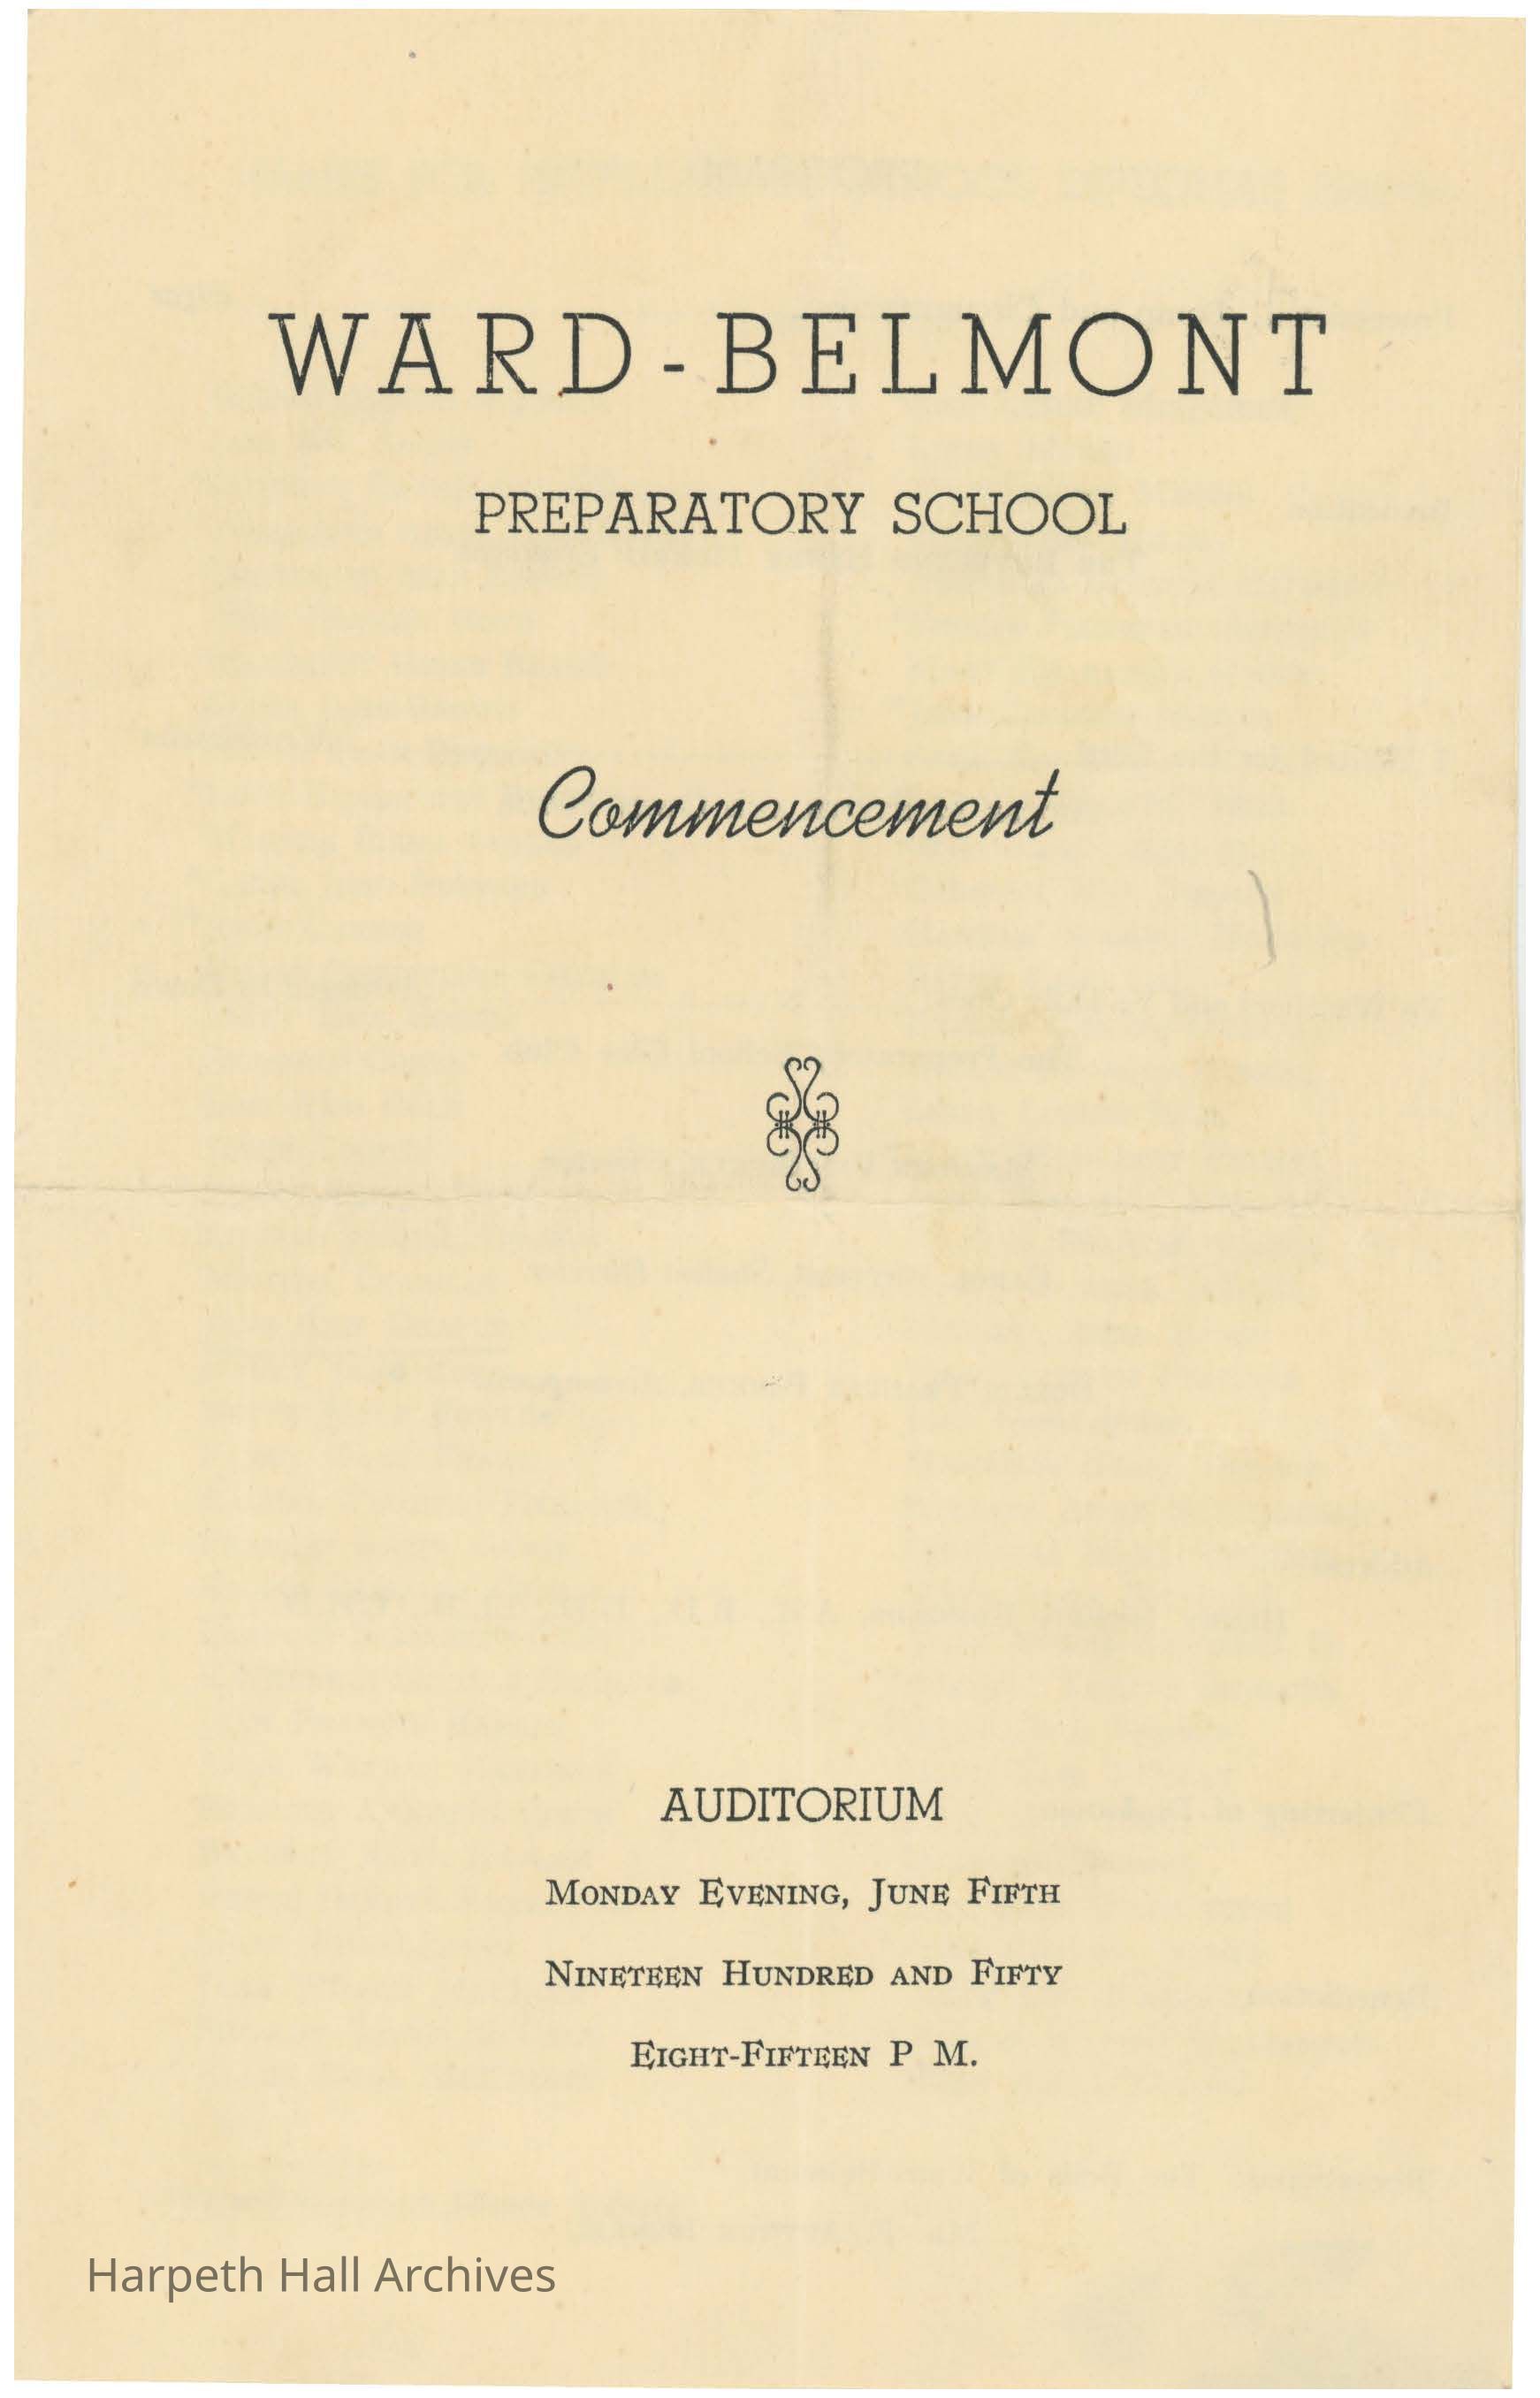 WARD-BELMONT
PREPARATORY SCHOOL
Commencement
AUDITORIUM
Monday Evening, June Fifth
Nineteen Hundred and Fifty
Eight-Fifteen P M.
Harpeth Hall Archives